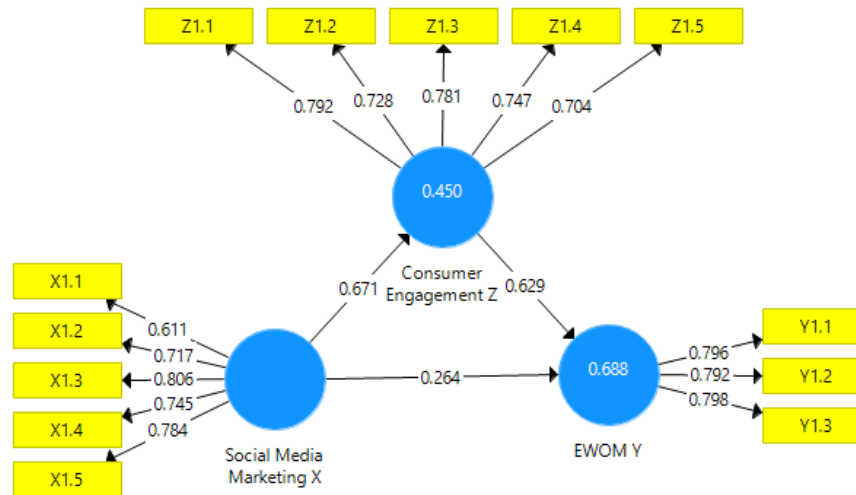 Z1.1 Z1.2 Z1.3 Z1.4 Z1.5
0.792 0.728 0.781 0.747 0.704
0.450
Consumer
Engagement Z
0.671 0.629
X1.1
X1.2
X1.3
X1.4
X1.5
0.611
0.717
0.806
0.745
0.784
Social Media
Marketing X
0.264
0.688
EWOM Y
0.796
0.792
0.798
Y1.1
Y1.2
Y1.3